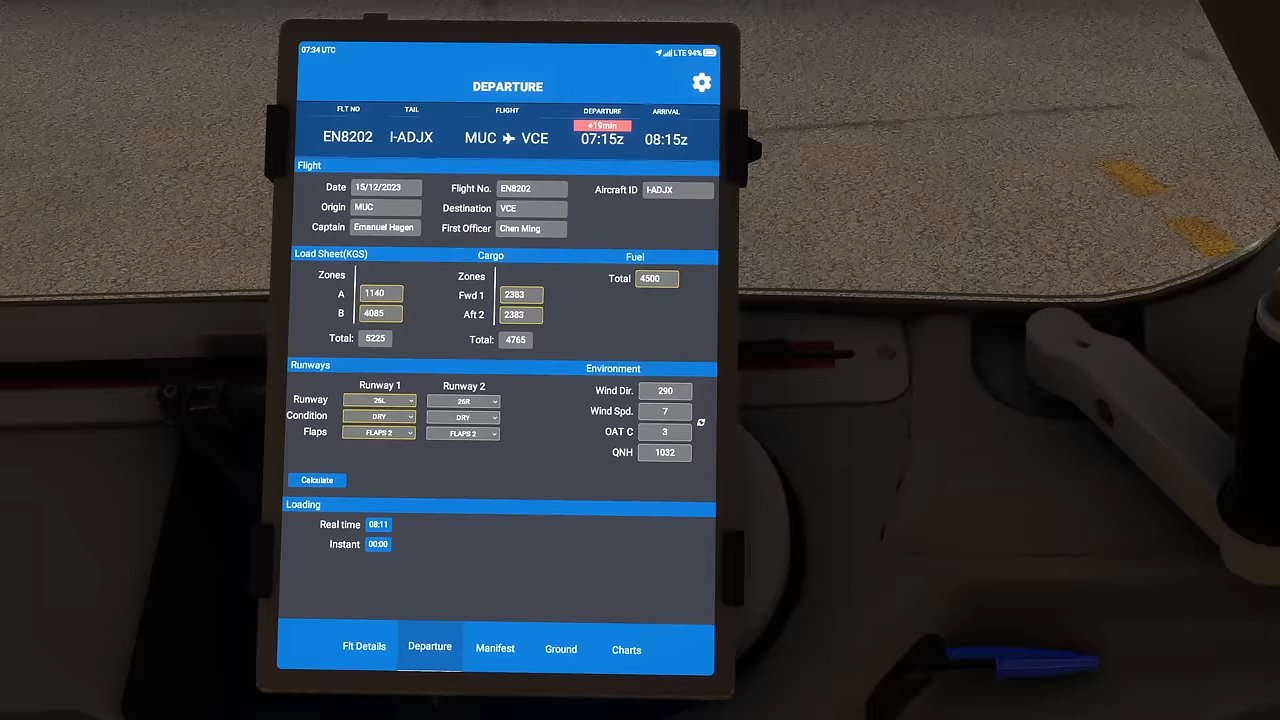 07:34 UTC LTE 94%
DEPARTURE
FLT NO TAIL FLIGHT DEPARTURE ARRIVAL
+19min
EN8202 I-ADJX MUC VCE 07:15z 08:15z
Flight
Date 15/12/2023 Flight No. EN8202 Aircraft ID I-ADJX
Origin MUC Destination VCE
Captain Emanuel Hagen First Officer Chen Ming
Load Sheet(KGS) Cargo Fuel
Zones Zones Total 4500
A 1140 Fwd 1 2383
B 4085 Aft 2 2383
Total: 5225 Total: 4765
Runways Environment
Runway 1 Runway 2 Wind Dir. 290
Runway 26L 26R Wind Spd. 7
Condition DRY DRY OAT C 3
Flaps FLAPS 2 FLAPS 2 QNH 1032
Calculate
Loading
Real time 08:11
Instant 00:00
Flt Details Departure Manifest Ground Charts